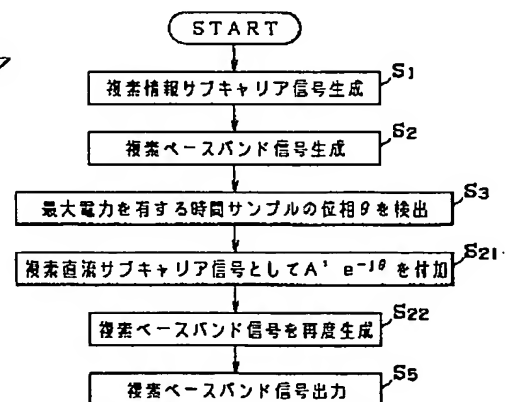 START
S1
複素情報サブキャリア信号生成
S2
複素ベースバンド信号生成
S3
最大電力を有する時間サンプルの位相θを検出
S21
複素直流サブキャリア信号としてA' e-jθ を付加
S22
複素ベースバンド信号を再度生成
S5
複素ベースバンド信号出力